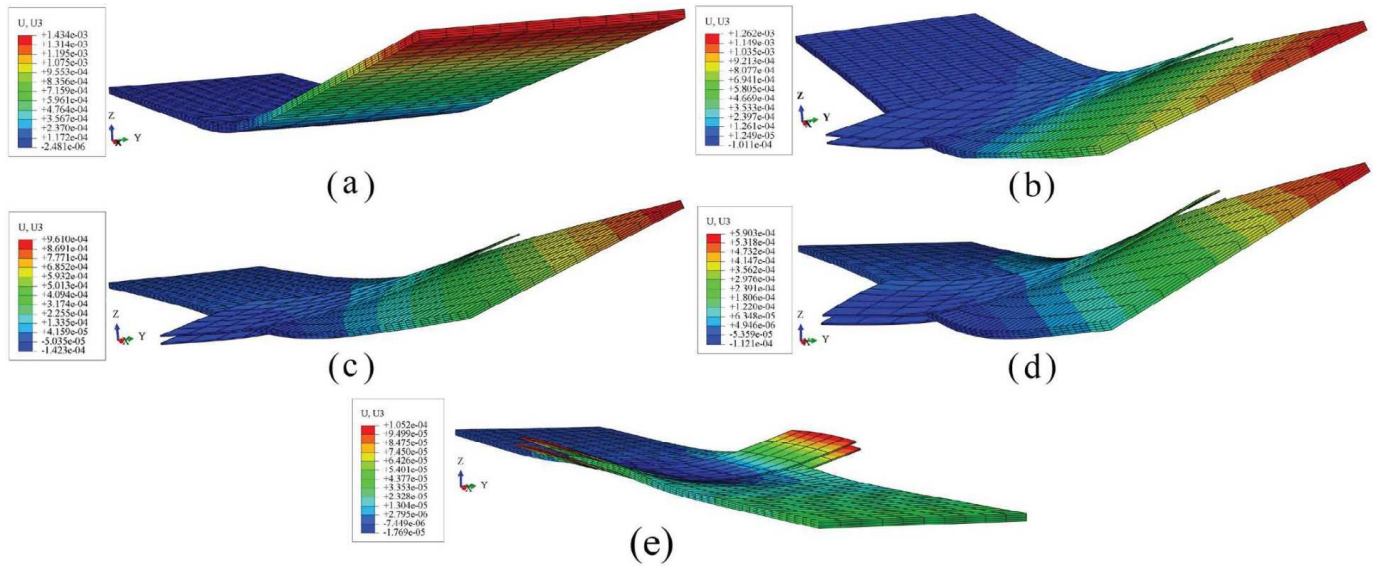 U, U3
+1.434e-03
+1.314e-03
+1.195e-03
+1.075e-03
+9.553e-04
+8.356e-04
+7.159e-04
+5.961e-04
+4.764e-04
+3.567e-04
+2.370e-04
+1.172e-04
-2.481e-06
Z
Y
X
(a)
U, U3
+1.262e-03
+1.149e-03
+1.035e-03
+9.213e-04
+8.077e-04
+6.941e-04
+5.805e-04
+4.669e-04
+3.533e-04
+2.397e-04
+1.261e-04
+1.249e-05
-1.011e-04
Z
Y
X
(b)
U, U3
+9.610e-04
+8.691e-04
+7.771e-04
+6.852e-04
+5.932e-04
+5.013e-04
+4.094e-04
+3.174e-04
+2.255e-04
+1.335e-04
+4.159e-05
-5.035e-05
-1.423e-04
Z
Y
X
(c)
U, U3
+5.903e-04
+5.318e-04
+4.732e-04
+4.147e-04
+3.562e-04
+2.976e-04
+2.391e-04
+1.806e-04
+1.220e-04
+6.348e-05
+4.946e-06
-5.359e-05
-1.121e-04
Z
Y
X
(d)
U, U3
+1.052e-04
+9.499e-05
+8.475e-05
+7.450e-05
+6.426e-05
+5.401e-05
+4.377e-05
+3.353e-05
+2.328e-05
+1.304e-05
+2.795e-06
-7.449e-06
-1.769e-05
Z
Y
X
(e)